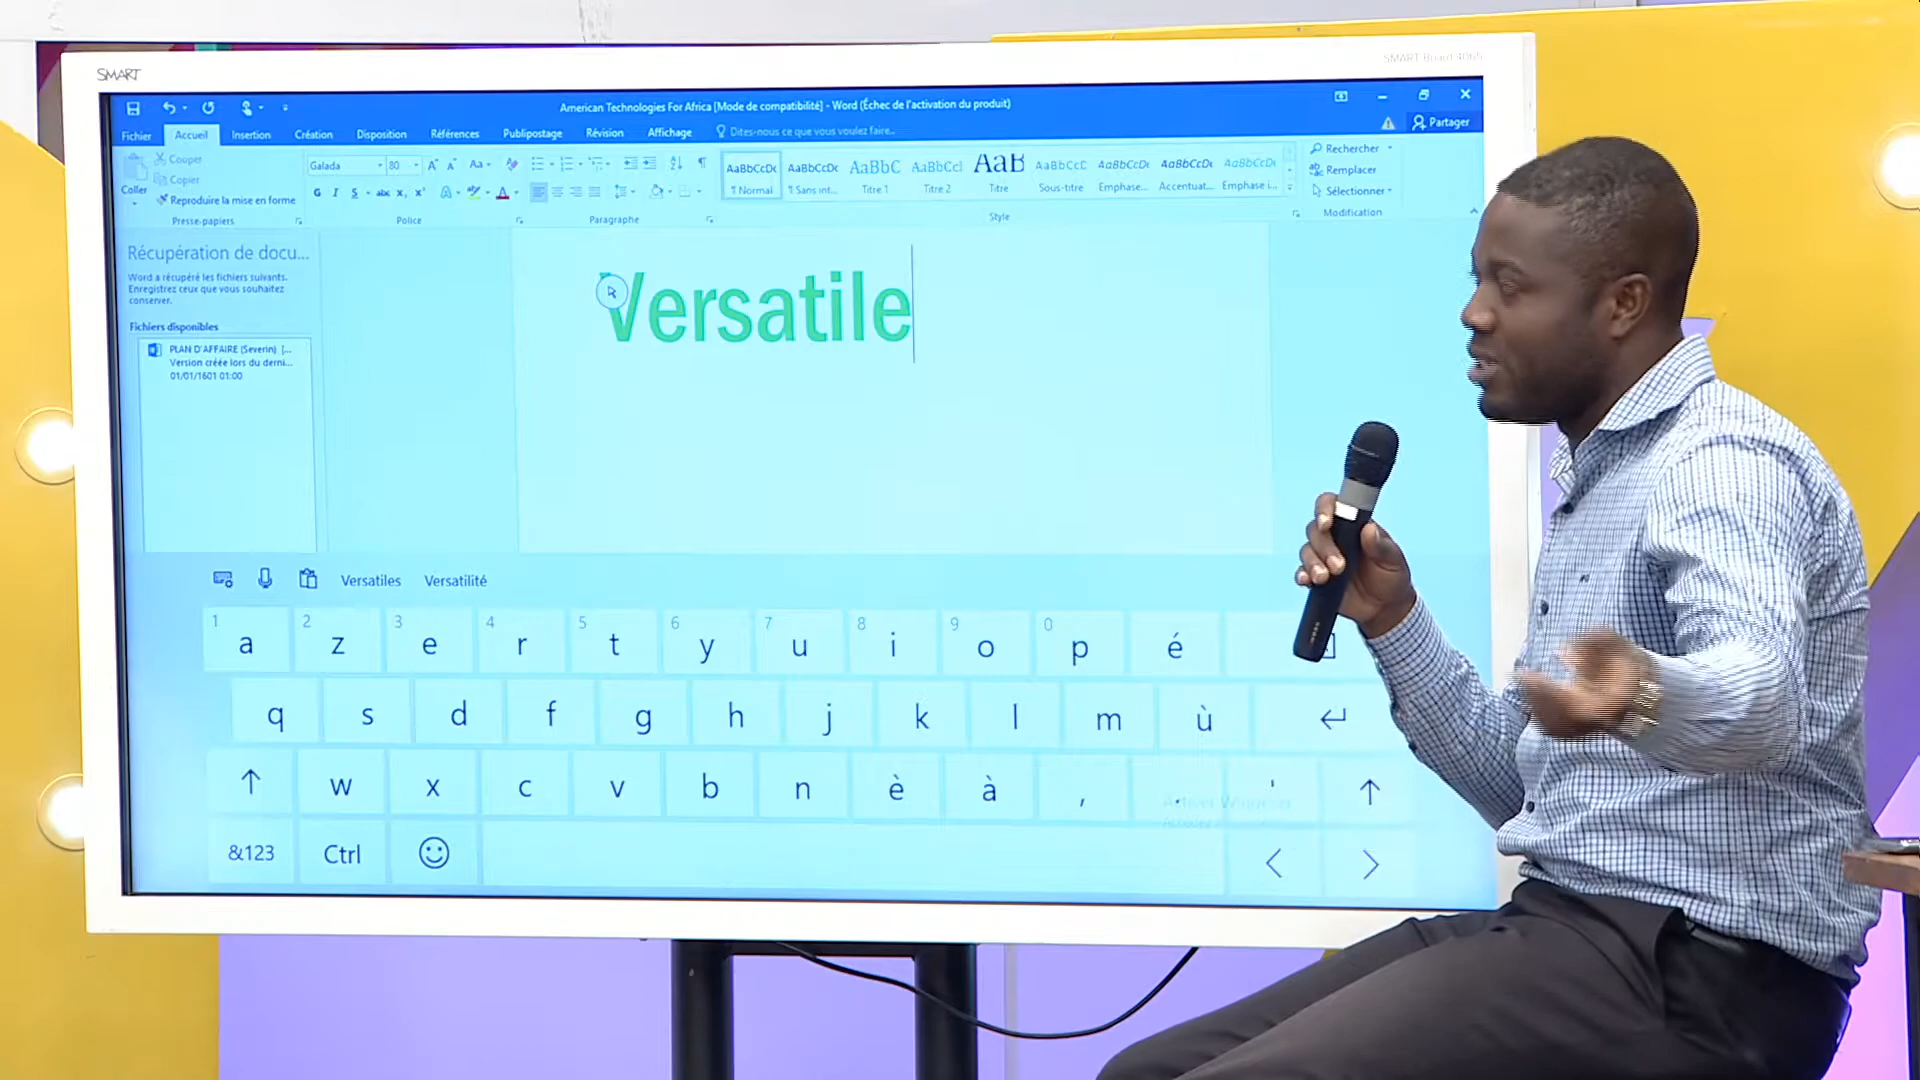 SMART
SMART Board 4065
American Technologies For Africa [Mode de compatibilité] - Word (Échec de l'activation du produit)
Fichier Accueil Insertion Création Disposition Références Publipostage Révision Affichage Dites-nous ce que vous voulez faire... Partager
Couper
Copier
Coller
Reproduire la mise en forme
Presse-papiers
Galada 80 Aa
G I S abc x, x' A
Police
Paragraphe
AaBbCcDc AaBbCcDc AaBbC AaBbCcI AaB AaBbCcC AaBbCcDc AaBbCcDc AaBbCcDc
¶ Normal ¶ Sans int... Titre 1 Titre 2 Titre Sous-titre Emphase... Accentuat... Emphase i...
Style
Rechercher
Remplacer
Sélectionner
Modification
Récupération de docu...
Word a récupéré les fichiers suivants.
Enregistrez ceux que vous souhaitez
conserver.
Fichiers disponibles
PLAN D'AFFAIRE (Severin) [...
Version créée lors du derni...
01/01/1601 01:00
Versatile
Versatiles Versatilité
1 2 3 4 5 6 7 8 9 0
a z e r t y u i o p é
q s d f g h j k l m ù
w x c v b n è à , . '
&123 Ctrl